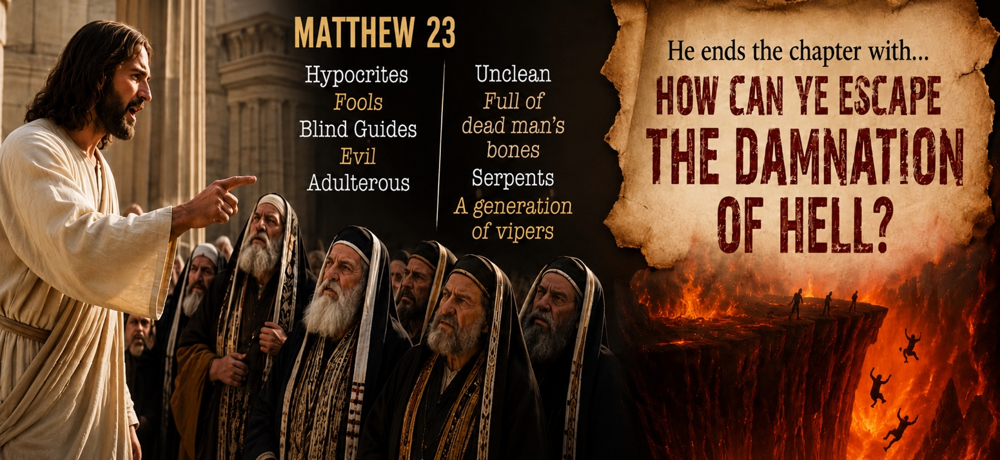 MATTHEW 23
Hypocrites
Fools
Blind Guides
Evil
Adulterous
Unclean
Full of
dead man's
bones
Serpents
A generation
of vipers
He ends the chapter with...
HOW CAN YE ESCAPE
THE DAMNATION
OF HELL?